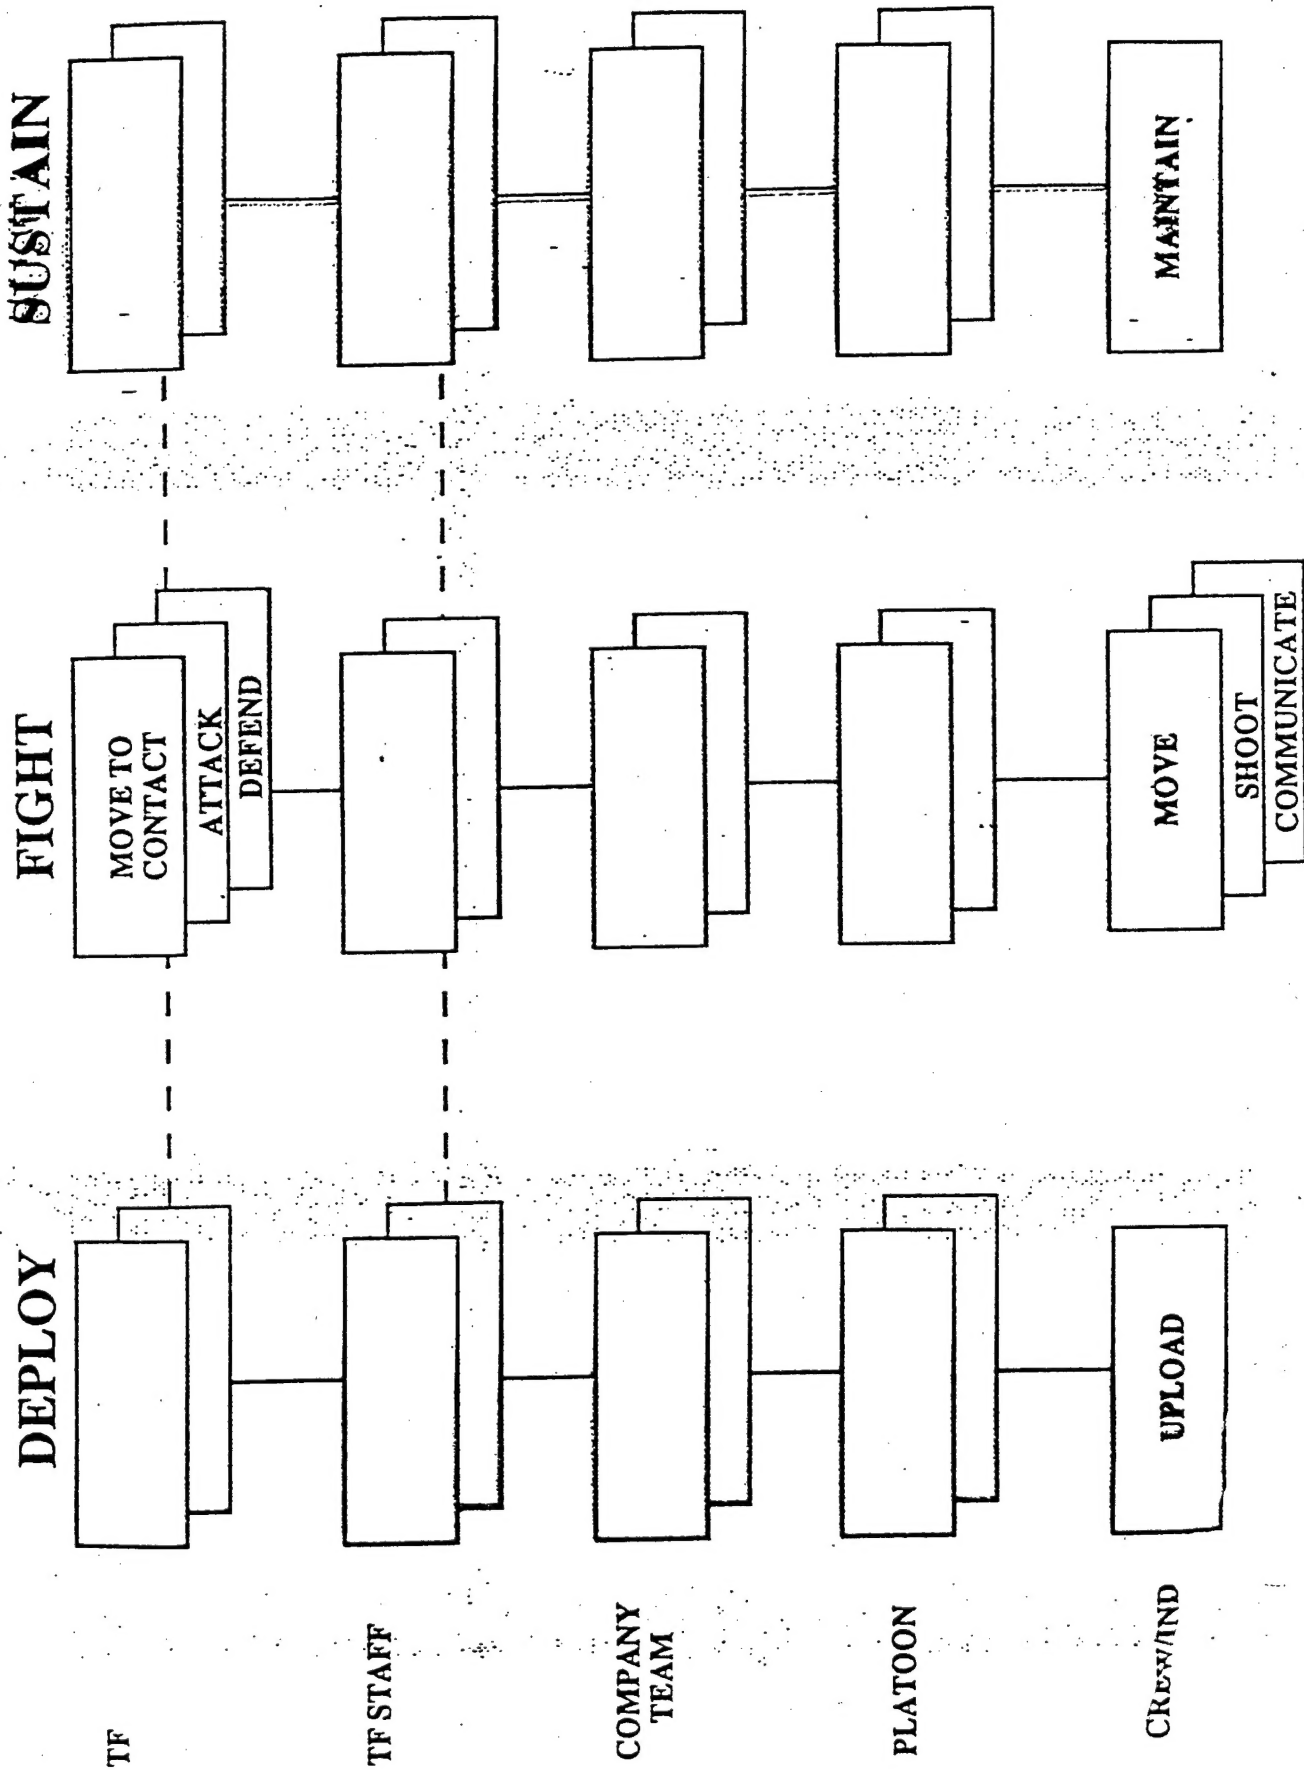 DEPLOY
FIGHT
SUSTAIN
TF
MOVE TO
CONTACT
ATTACK
DEFEND
TF STAFF
COMPANY
TEAM
PLATOON
CREW/IND
UPLOAD
MOVE
SHOOT
COMMUNICATE
MAINTAIN